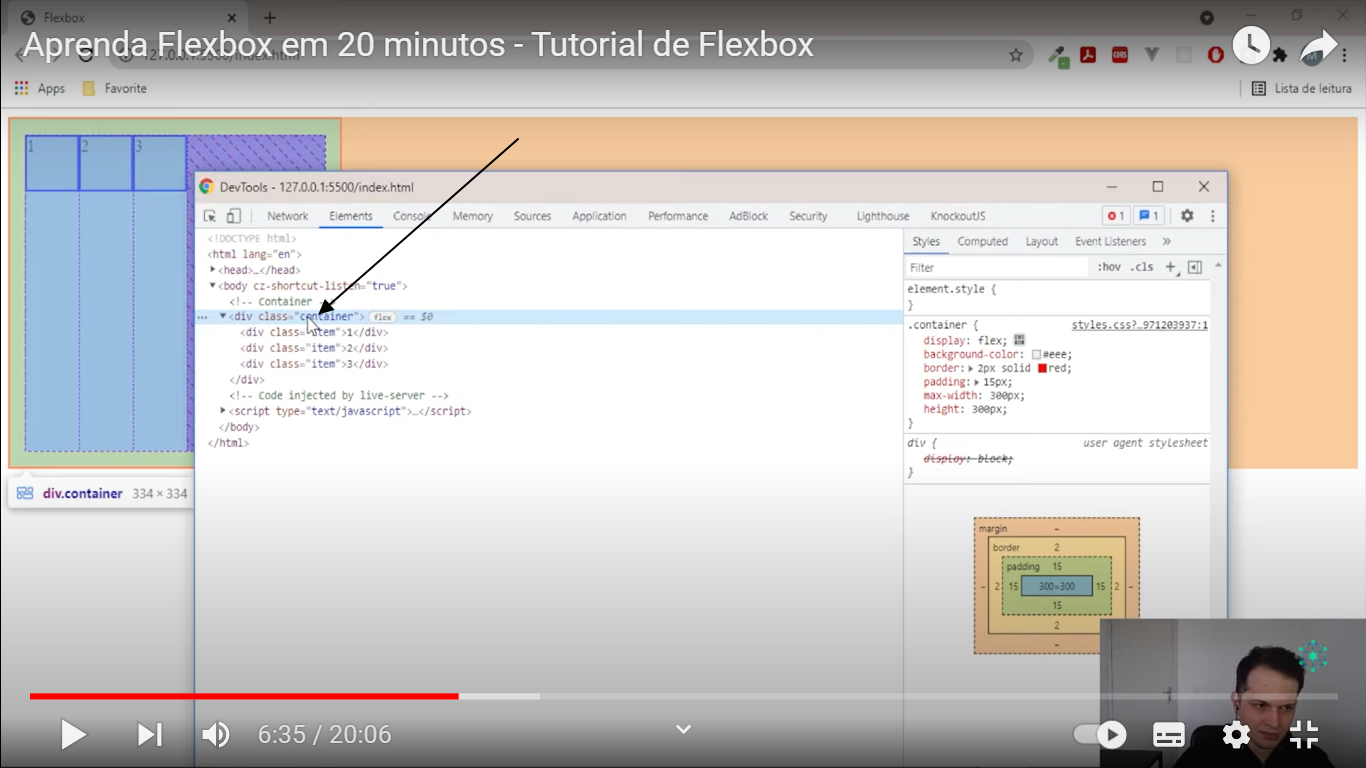 Flexbox
Aprenda Flexbox em 20 minutos - Tutorial de Flexbox
127.0.0.1:5500/index.html
Apps
Favorite
Lista de leitura
1 2 3
DevTools - 127.0.0.1:5500/index.html
Network Elements Console Memory Sources Application Performance AdBlock Security Lighthouse KnockoutJS 1 1
<!DOCTYPE html>
<html lang="en">
<head>…</head>
<body cz-shortcut-listen="true">
<!-- Container -
<div class="container"> flex == $0
<div class="item">1</div>
<div class="item">2</div>
<div class="item">3</div>
</div>
<!-- Code injected by live-server -->
<script type="text/javascript">…</script>
</body>
</html>
Styles Computed Layout Event Listeners »
Filter :hov .cls +
element.style {
}
.container { styles.css?…971203937:1
display: flex;
background-color: #eee;
border: 2px solid red;
padding: 15px;
max-width: 300px;
height: 300px;
}
div { user agent stylesheet
display: block;
}
div.container 334 × 334
margin –
border 2
padding 15
– 2 15 300×300 15 2 –
15
2
–
6:35 / 20:06